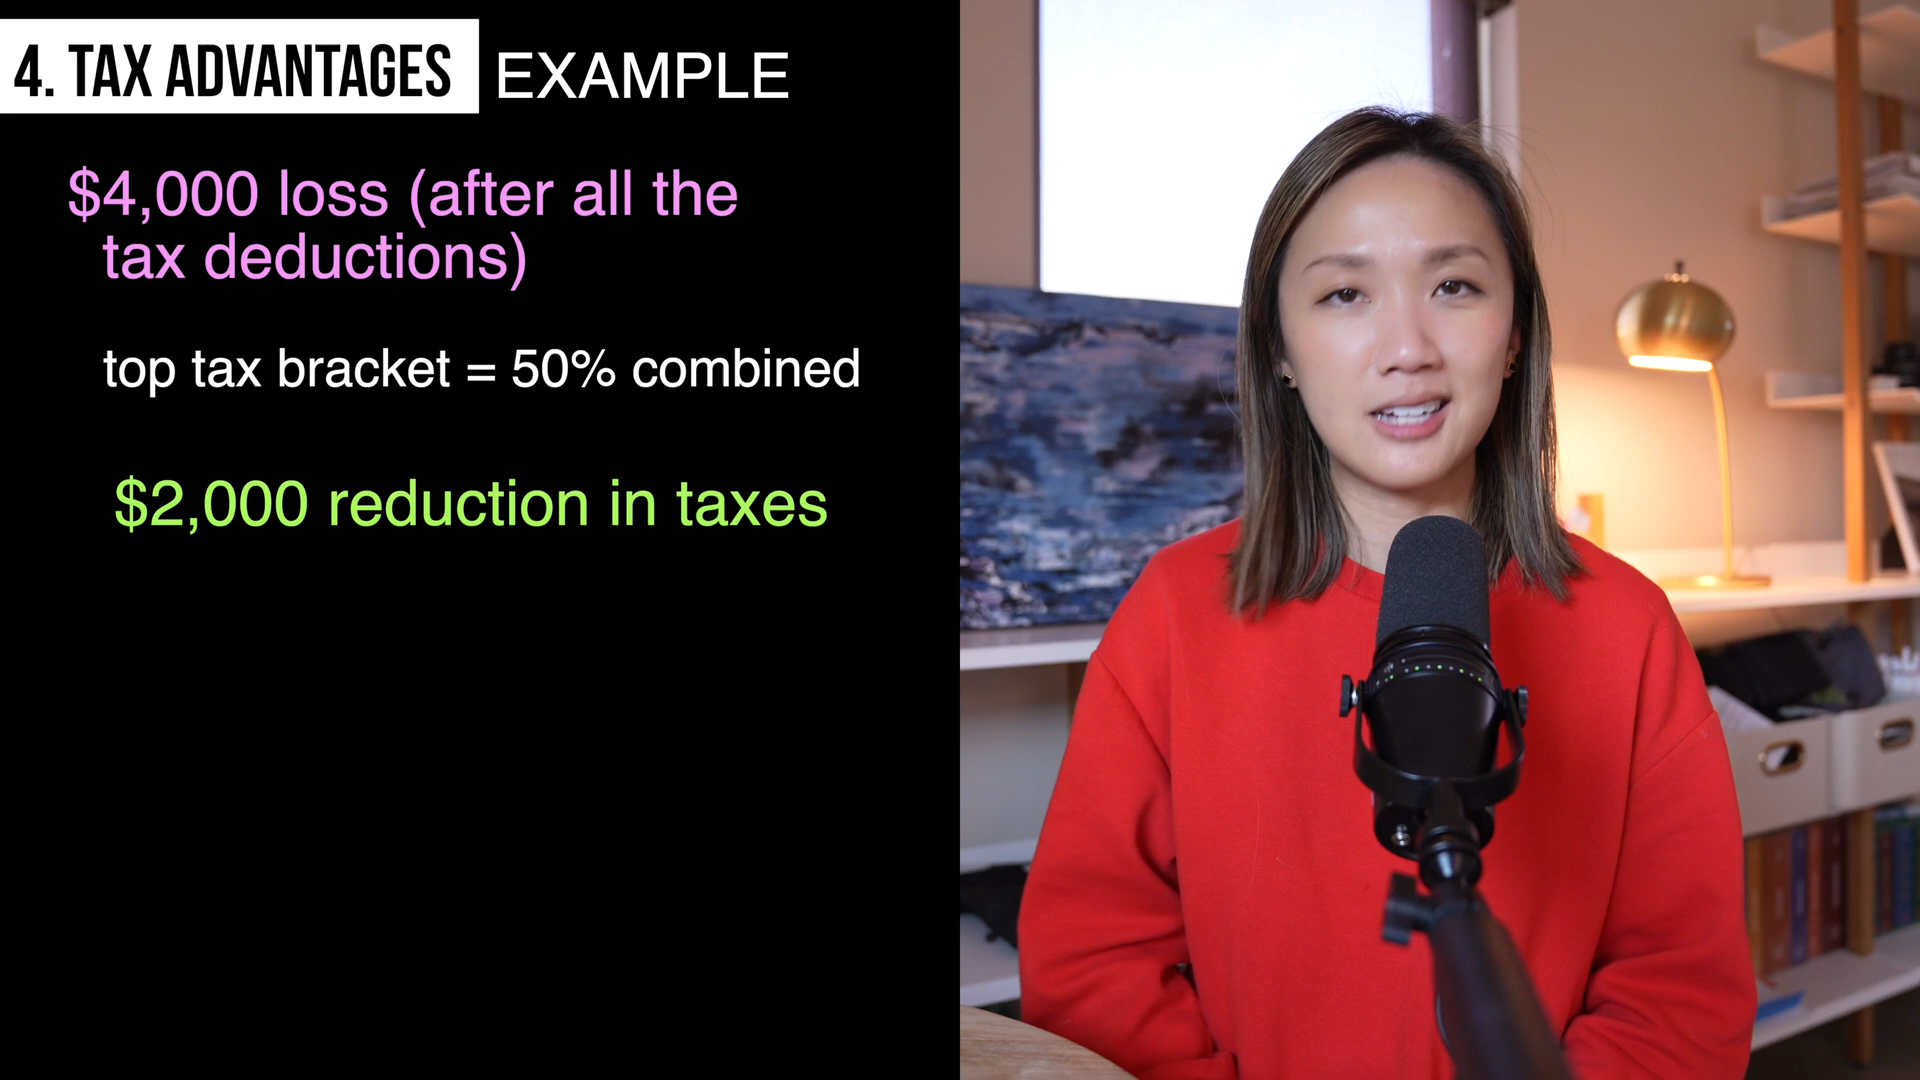 4. TAX ADVANTAGES EXAMPLE
$4,000 loss (after all the
tax deductions)
top tax bracket = 50% combined
$2,000 reduction in taxes